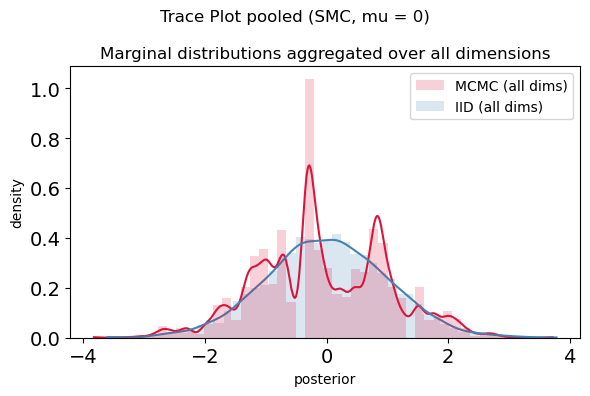 Trace Plot pooled (SMC, mu = 0)
Marginal distributions aggregated over all dimensions
MCMC (all dims)
IID (all dims)
density
1.0
0.8
0.6
0.4
0.2
0.0
−4
−2
0
2
4
posterior